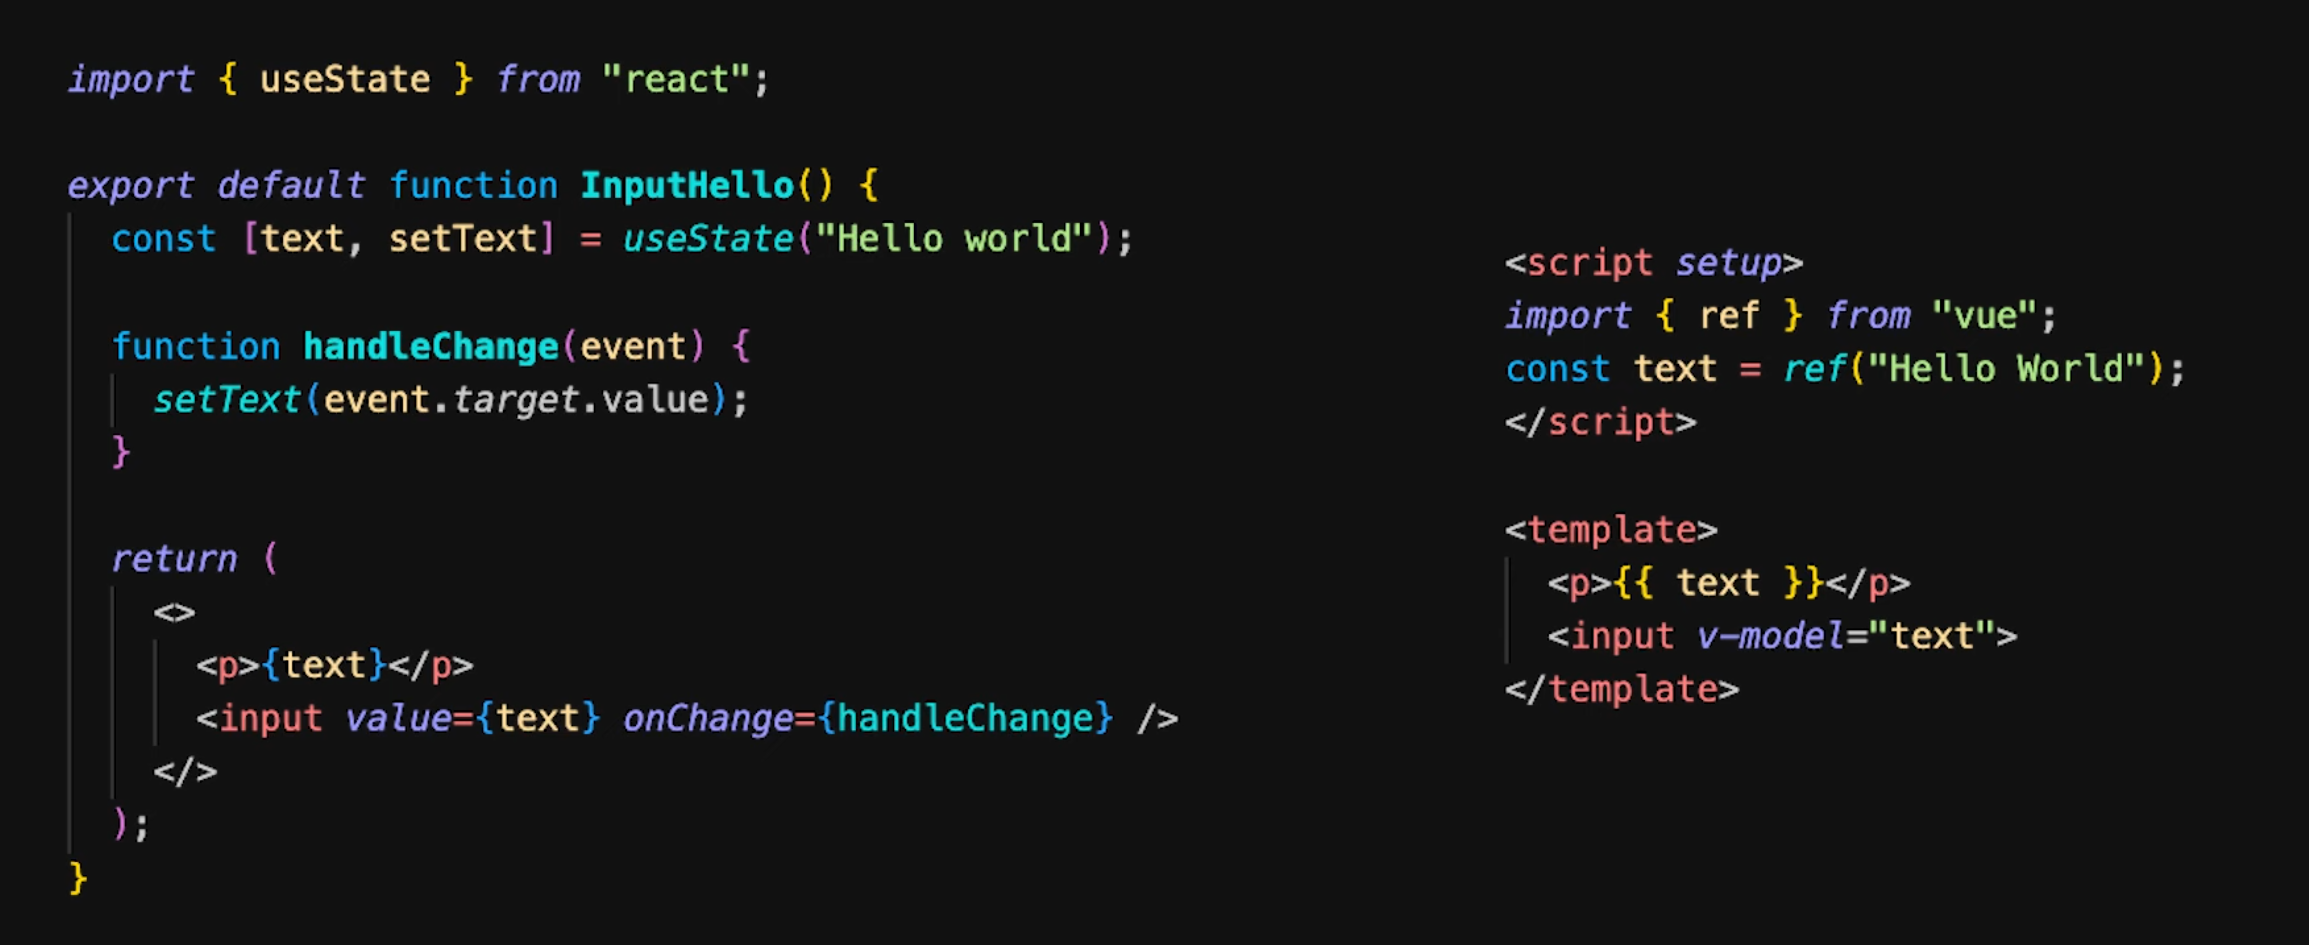 import { useState } from "react";
export default function InputHello() {
const [text, setText] = useState("Hello world");
function handleChange(event) {
setText(event.target.value);
}
return (
<>
<p>{text}</p>
<input value={text} onChange={handleChange} />
</>
);
}
<script setup>
import { ref } from "vue";
const text = ref("Hello World");
</script>
<template>
<p>{{ text }}</p>
<input v-model="text">
</template>